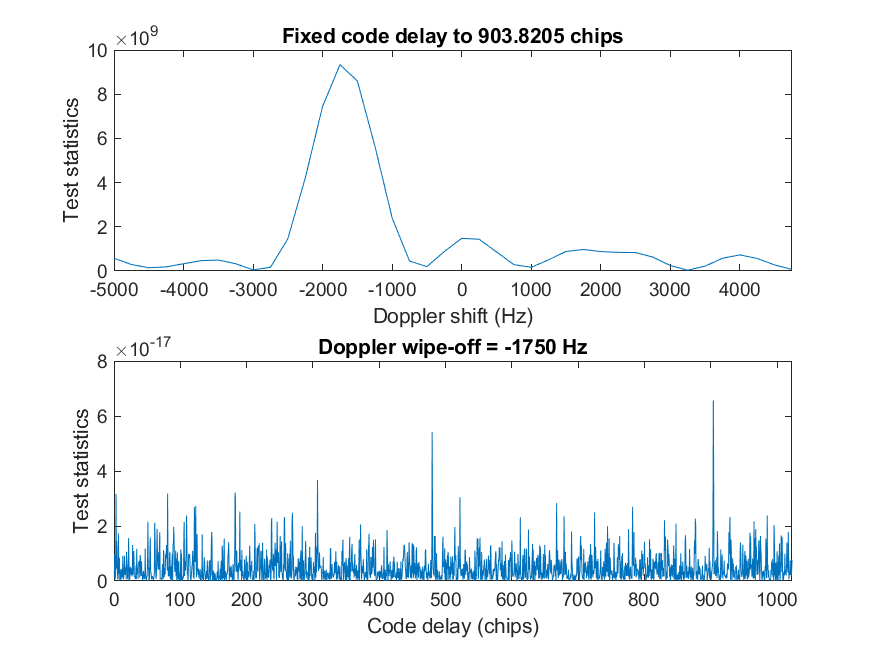 ×10⁹
Fixed code delay to 903.8205 chips
10
8
6
4
2
0
Test statistics
-5000 -4000 -3000 -2000 -1000 0 1000 2000 3000 4000
Doppler shift (Hz)
×10⁻¹⁷
Doppler wipe-off = -1750 Hz
8
6
4
2
0
Test statistics
0 100 200 300 400 500 600 700 800 900 1000
Code delay (chips)